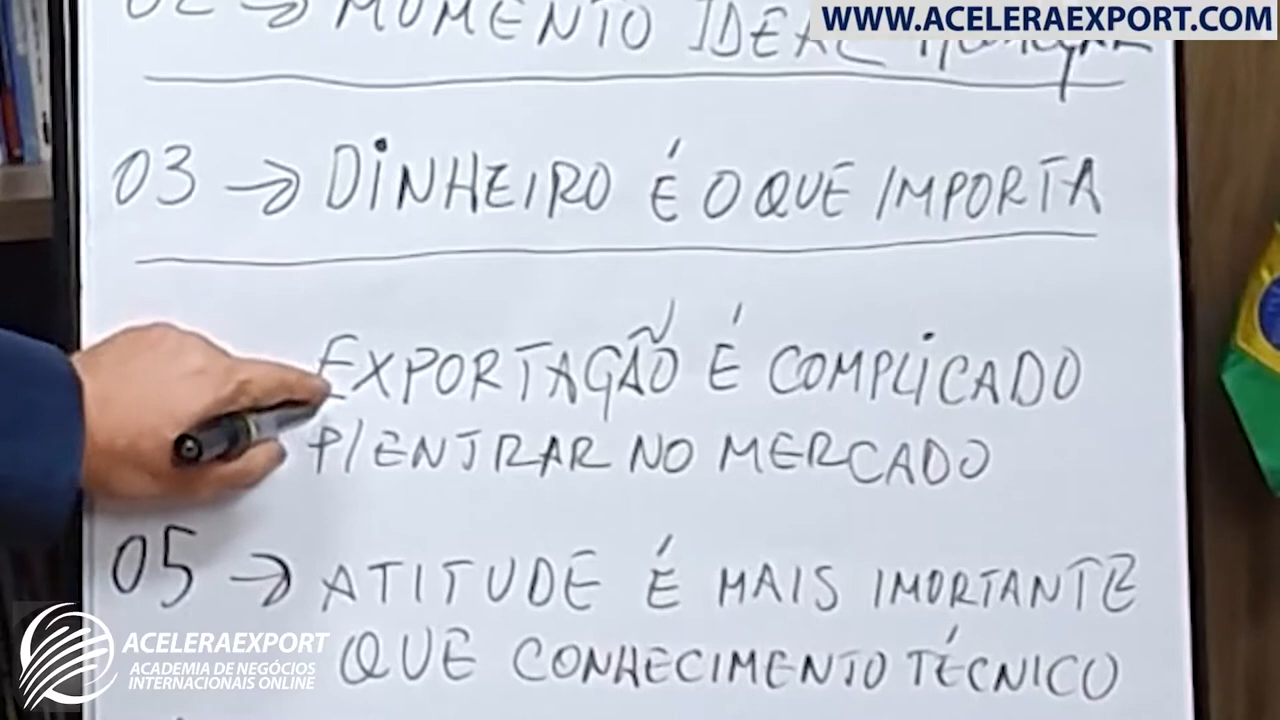 WWW.ACELERAEXPORT.COM
02 → MOMENTO IDEAL
03 → DINHEIRO É O QUE IMPORTA
EXPORTAÇÃO É COMPLICADO
P/ ENTRAR NO MERCADO
05 → ATITUDE É MAIS IMORTANTE
QUE CONHECIMENTO TÉCNICO
ACELERAEXPORT
ACADEMIA DE NEGÓCIOS
INTERNACIONAIS ONLINE